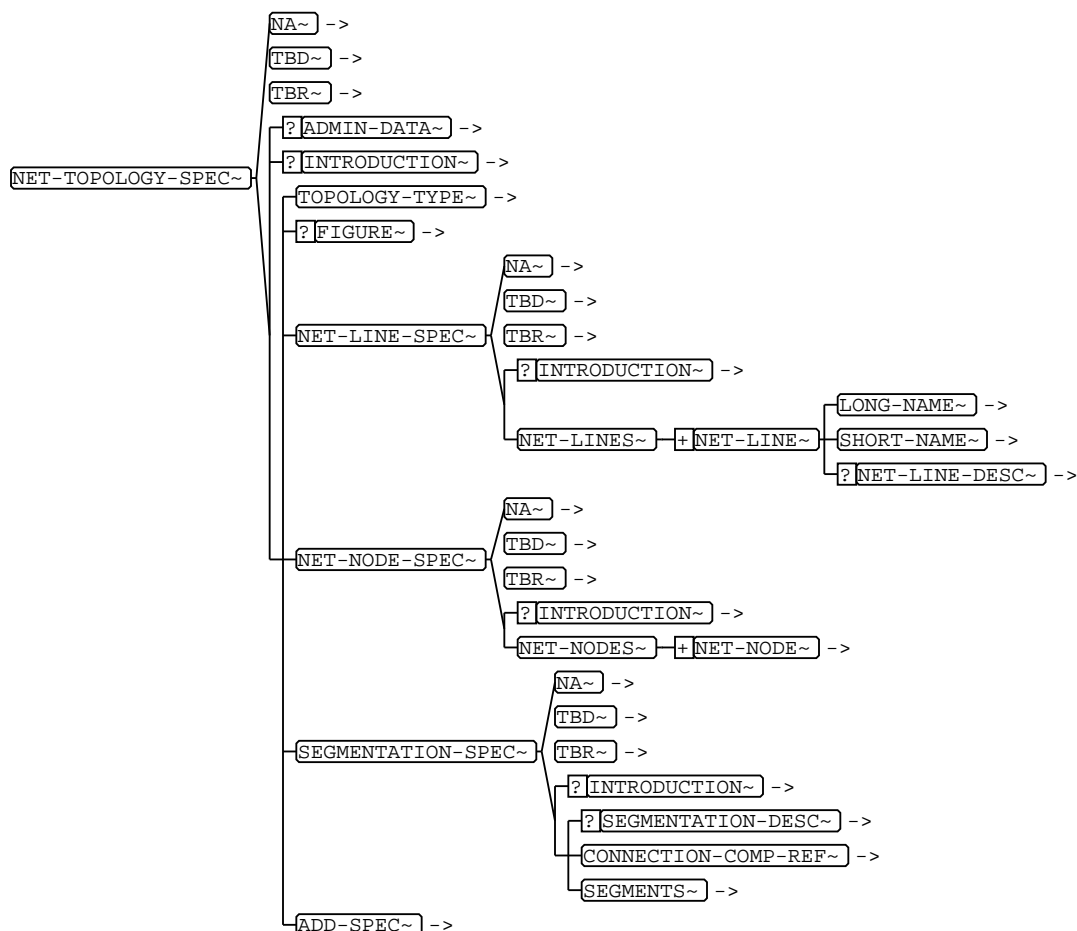 NA~ ->
TBD~ ->
TBR~ ->
? ADMIN-DATA~ ->
? INTRODUCTION~ ->
NET-TOPOLOGY-SPEC~
TOPOLOGY-TYPE~ ->
? FIGURE~ ->
NA~ ->
TBD~ ->
NET-LINE-SPEC~ TBR~ ->
? INTRODUCTION~ ->
LONG-NAME~ ->
NET-LINES~ + NET-LINE~ SHORT-NAME~ ->
? NET-LINE-DESC~ ->
NA~ ->
TBD~ ->
NET-NODE-SPEC~
TBR~ ->
? INTRODUCTION~ ->
NET-NODES~ + NET-NODE~ ->
NA~ ->
TBD~ ->
SEGMENTATION-SPEC~ TBR~ ->
? INTRODUCTION~ ->
? SEGMENTATION-DESC~ ->
CONNECTION-COMP-REF~ ->
SEGMENTS~ ->
ADD-SPEC~ ->